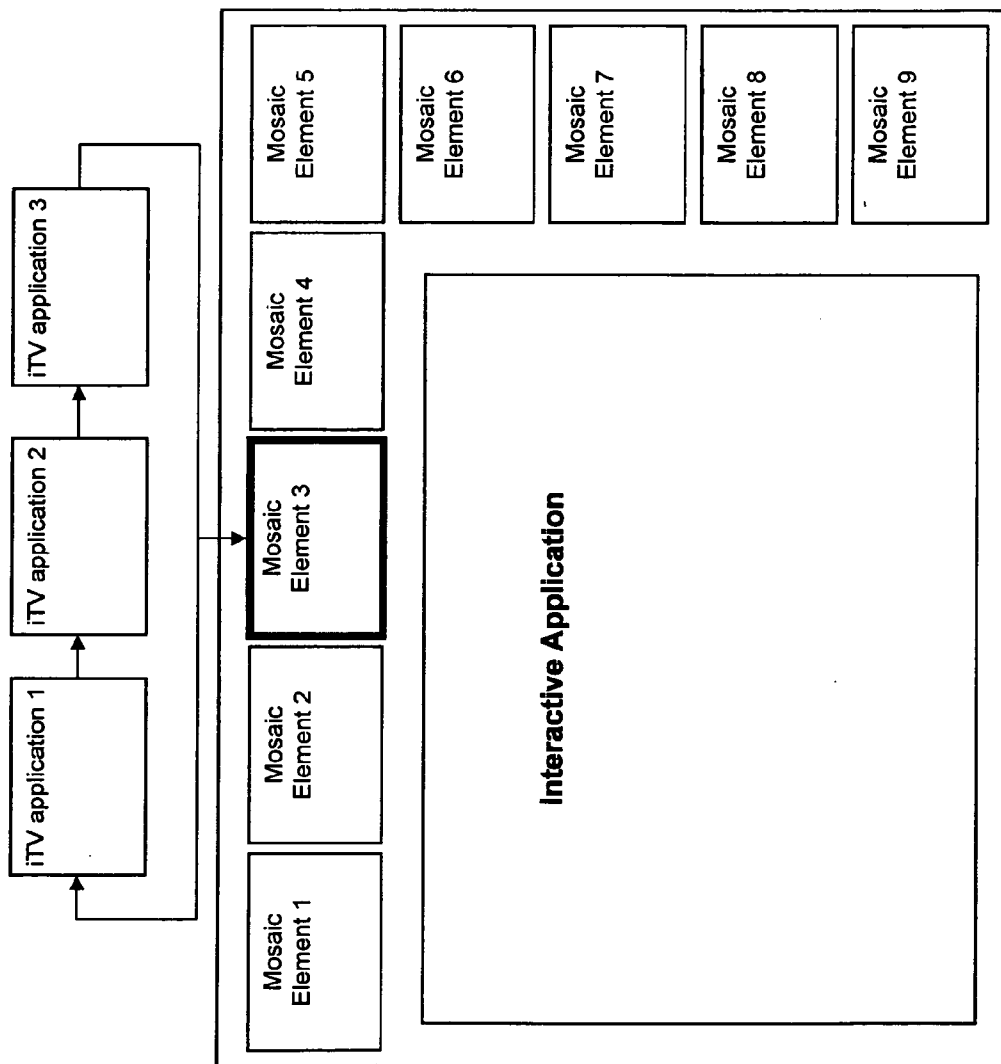 iTV application 1
iTV application 2
iTV application 3
Mosaic
Element 1
Mosaic
Element 2
Mosaic
Element 3
Mosaic
Element 4
Mosaic
Element 5
Mosaic
Element 6
Mosaic
Element 7
Mosaic
Element 8
Mosaic
Element 9
Interactive Application